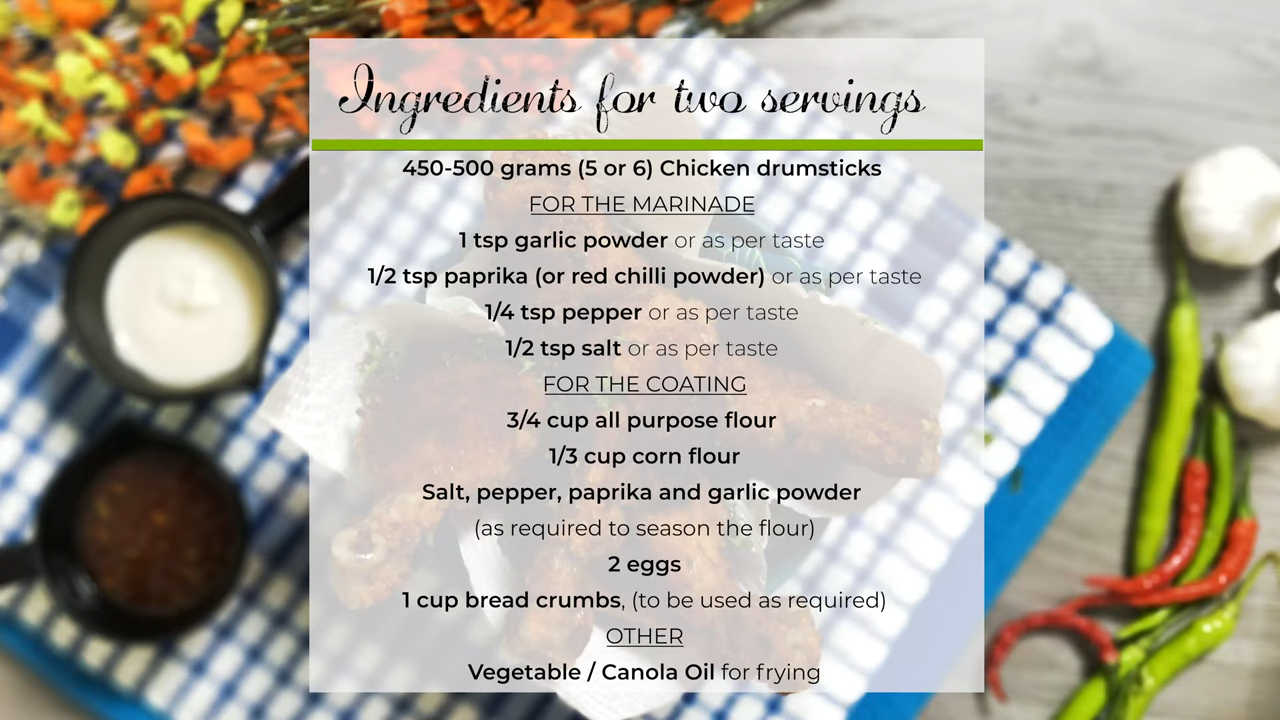 Ingredients for two servings
450-500 grams (5 or 6) Chicken drumsticks
FOR THE MARINADE
1 tsp garlic powder or as per taste
1/2 tsp paprika (or red chilli powder) or as per taste
1/4 tsp pepper or as per taste
1/2 tsp salt or as per taste
FOR THE COATING
3/4 cup all purpose flour
1/3 cup corn flour
Salt, pepper, paprika and garlic powder
(as required to season the flour)
2 eggs
1 cup bread crumbs, (to be used as required)
OTHER
Vegetable / Canola Oil for frying